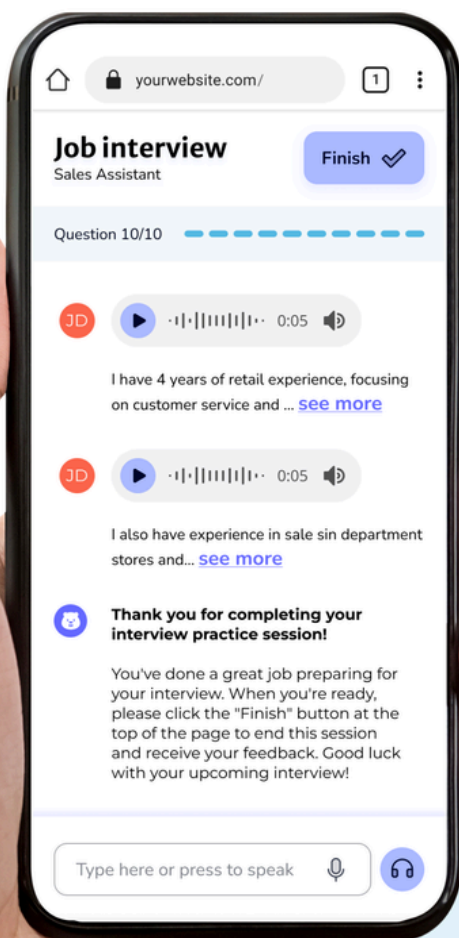 yourwebsite.com/
1
Job interview
Finish
Sales Assistant
Question 10/10
JD
0:05
I have 4 years of retail experience, focusing
on customer service and ... see more
JD
0:05
I also have experience in sale sin department
stores and... see more
Thank you for completing your
interview practice session!
You've done a great job preparing for
your interview. When you're ready,
please click the "Finish" button at the
top of the page to end this session
and receive your feedback. Good luck
with your upcoming interview!
Type here or press to speak